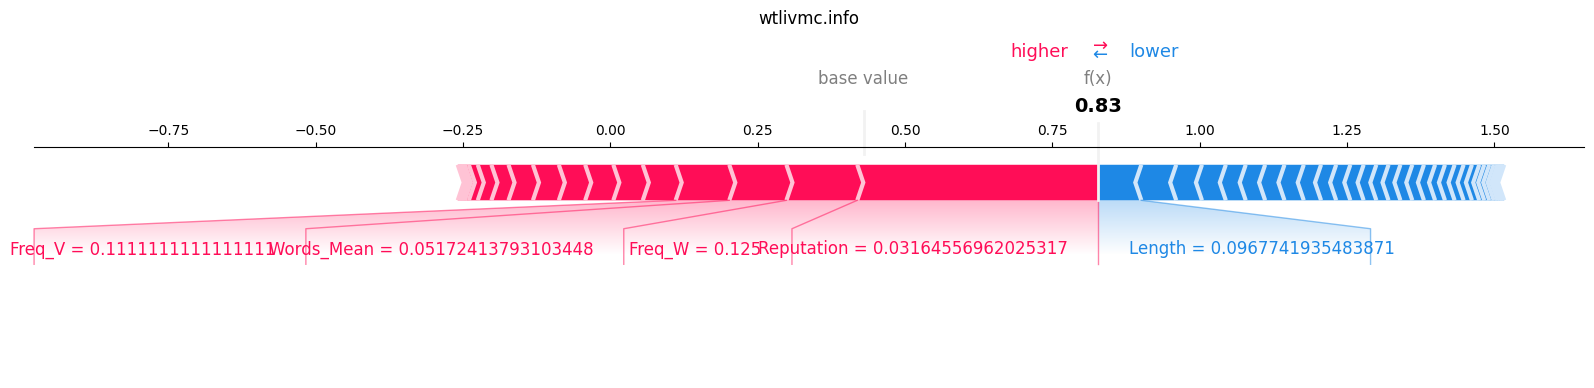 wtlivmc.info
higher → ← lower
base value f(x)
0.83
−0.75 −0.50 −0.25 0.00 0.25 0.50 0.75 1.00 1.25 1.50
Freq_V = 0.1111111111111111 Words_Mean = 0.05172413793103448 Freq_W = 0.125 Reputation = 0.03164556962025317 Length = 0.0967741935483871